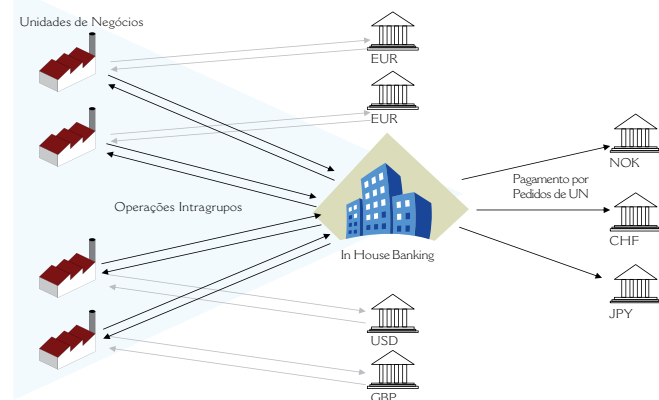 Unidades de Negócios
EUR
EUR
NOK
Pagamento por
Pedidos de UN
Operações Intragrupos
CHF
In House Banking
JPY
USD
GBP